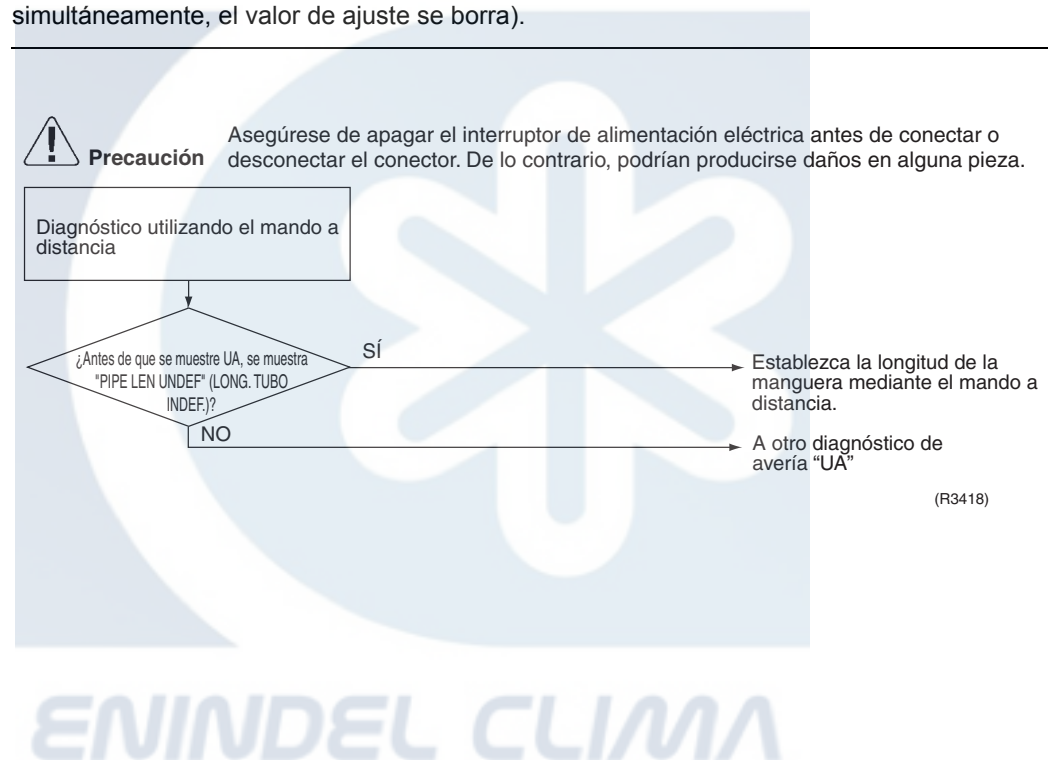 simultáneamente, el valor de ajuste se borra).
Asegúrese de apagar el interruptor de alimentación eléctrica antes de conectar o
Precaución desconectar el conector. De lo contrario, podrían producirse daños en alguna pieza.
Diagnóstico utilizando el mando a
distancia
¿Antes de que se muestre UA, se muestra
"PIPE LEN UNDEF" (LONG. TUBO
INDEF.)?
SÍ
Establezca la longitud de la
manguera mediante el mando a
distancia.
NO
A otro diagnóstico de
avería “UA”
(R3418)
ENINDEL CLIMA